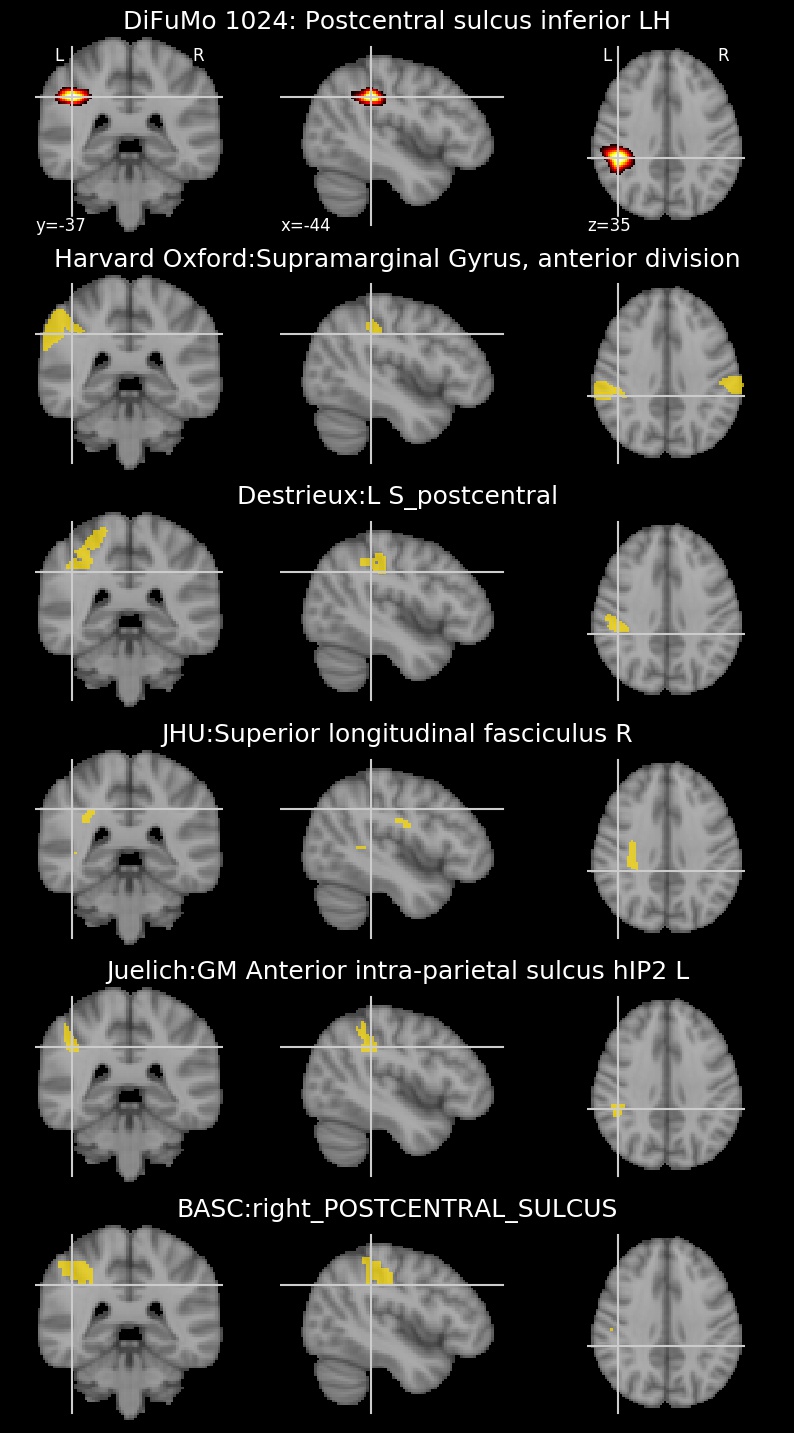 DiFuMo 1024: Postcentral sulcus inferior LH
L R L R
y=-37 x=-44 z=35
Harvard Oxford:Supramarginal Gyrus, anterior division
Destrieux:L S_postcentral
JHU:Superior longitudinal fasciculus R
Juelich:GM Anterior intra-parietal sulcus hIP2 L
BASC:right_POSTCENTRAL_SULCUS